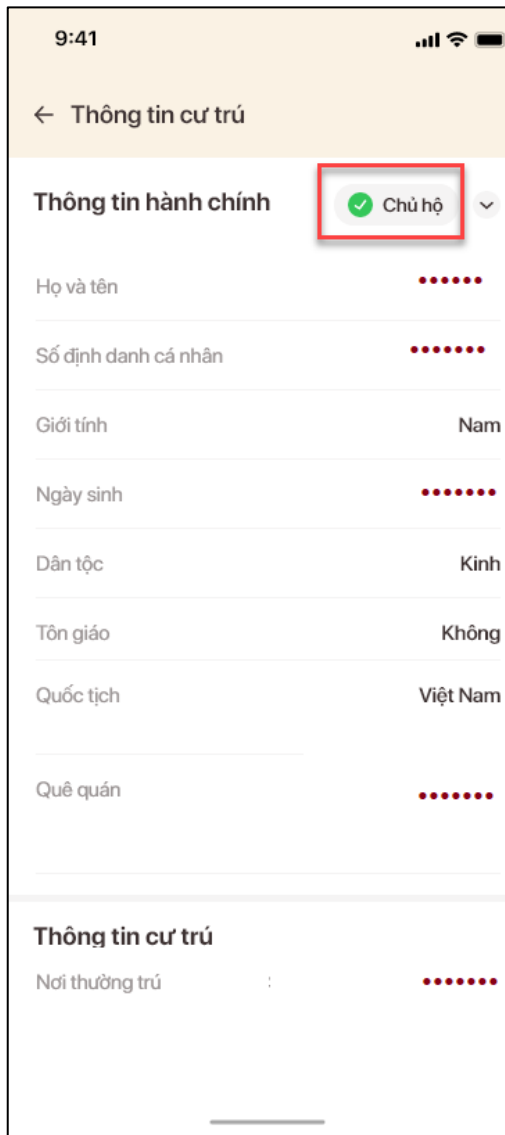 9:41
← Thông tin cư trú
Thông tin hành chính Chủ hộ
Họ và tên ••••••
Số định danh cá nhân •••••••
Giới tính Nam
Ngày sinh •••••••
Dân tộc Kinh
Tôn giáo Không
Quốc tịch Việt Nam
Quê quán •••••••
Thông tin cư trú
Nơi thường trú : •••••••